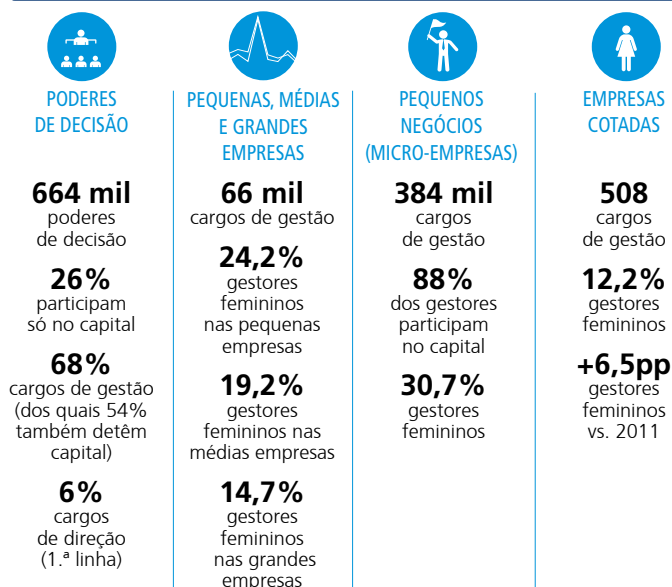 PODERES
DE DECISÃO
664 mil
poderes
de decisão
26%
participam
só no capital
68%
cargos de gestão
(dos quais 54%
também detêm
capital)
6%
cargos
de direção
(1.ª linha)
PEQUENAS, MÉDIAS
E GRANDES
EMPRESAS
66 mil
cargos de gestão
24,2%
gestores
femininos
nas pequenas
empresas
19,2%
gestores
femininos nas
médias empresas
14,7%
gestores
femininos
nas grandes
empresas
PEQUENOS
NEGÓCIOS
(MICRO-EMPRESAS)
384 mil
cargos
de gestão
88%
dos gestores
participam
no capital
30,7%
gestores
femininos
EMPRESAS
COTADAS
508
cargos
de gestão
12,2%
gestores
femininos
+6,5pp
gestores
femininos
vs. 2011